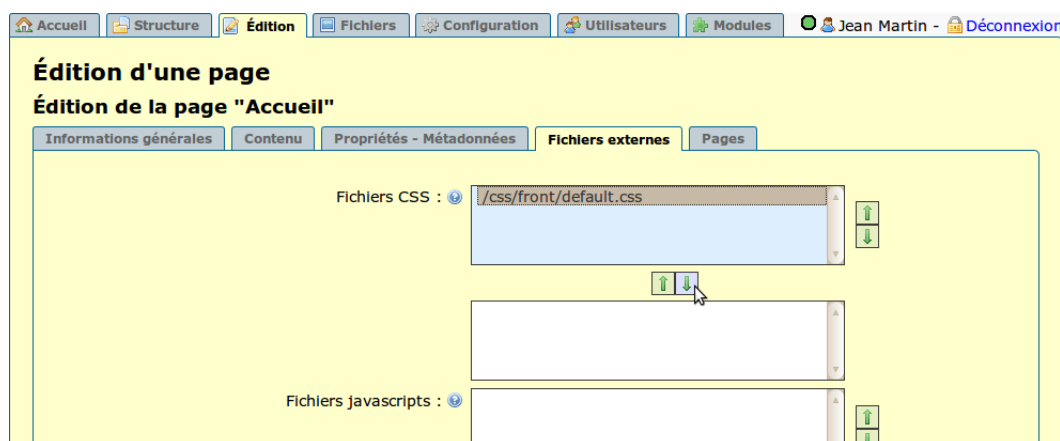 Accueil Structure Édition Fichiers Configuration Utilisateurs Modules Jean Martin - Déconnexion
Édition d'une page
Édition de la page "Accueil"
Informations générales Contenu Propriétés - Métadonnées Fichiers externes Pages
Fichiers CSS : /css/front/default.css
Fichiers javascripts :